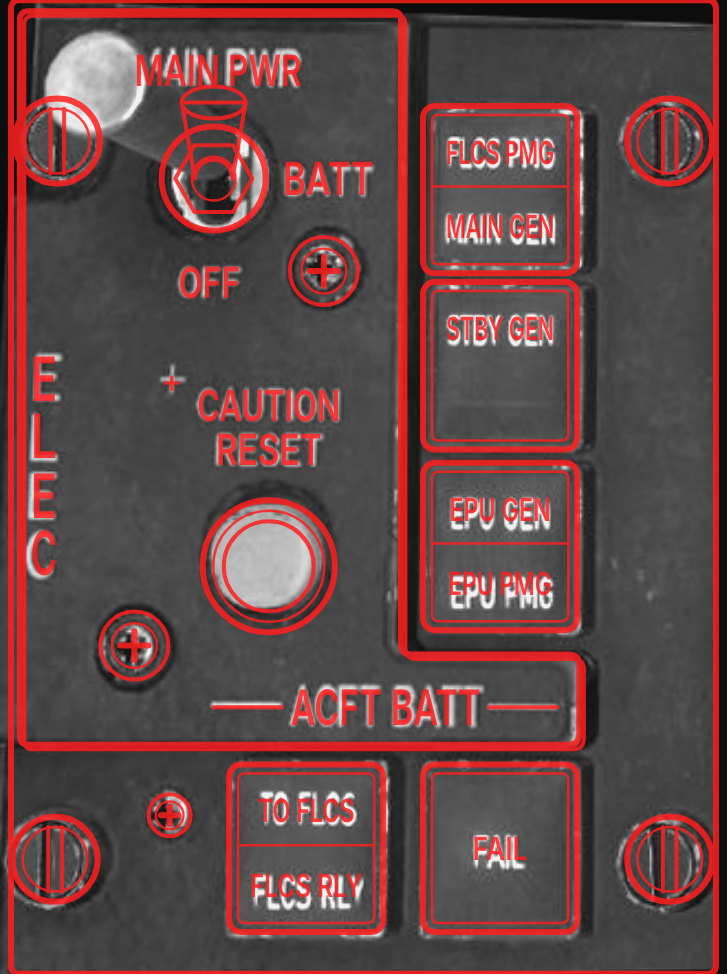 MAIN PWR
BATT
OFF
ELEC
CAUTION
RESET
FLCS PMG
MAIN GEN
STBY GEN
EPU GEN
EPU PMG
ACFT BATT
TO FLCS
FLCS RLY
FAIL